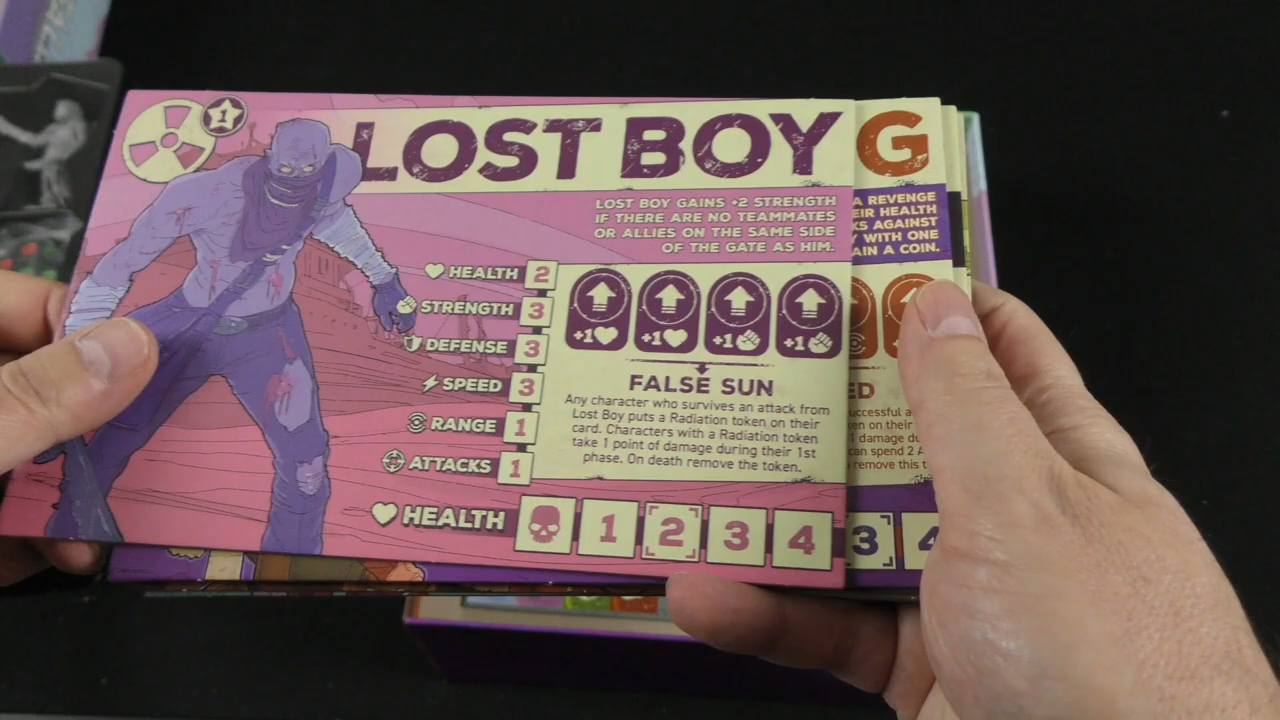 1
LOST BOY
LOST BOY GAINS +2 STRENGTH
IF THERE ARE NO TEAMMATES
OR ALLIES ON THE SAME SIDE
OF THE GATE AS HIM.
HEALTH 2
STRENGTH 3
DEFENSE 3
SPEED 3
RANGE 1
ATTACKS 1
+1 +1 +1 +1
FALSE SUN
Any character who survives an attack from
Lost Boy puts a Radiation token on their
card. Characters with a Radiation token
take 1 point of damage during their 1st
phase. On death remove the token.
HEALTH 1 2 3 4
G
A REVENGE
HEALTH
AGAINST
WITH ONE
A COIN.
ED
successful
on their
1 damage
can spend 2
remove this
3 4